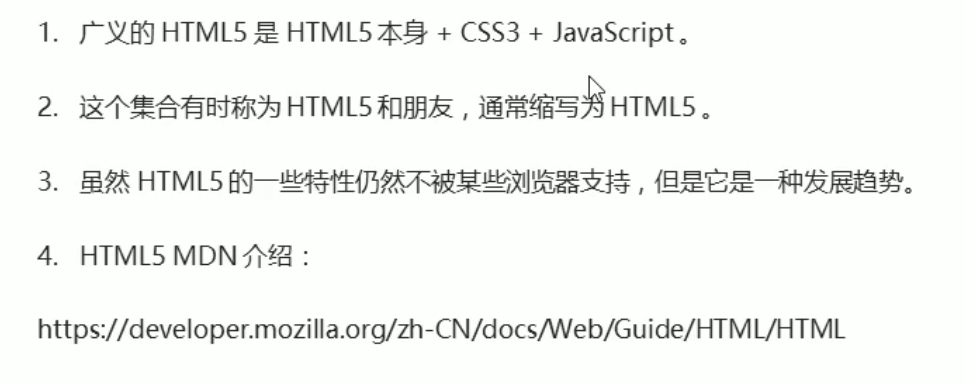 1. 广义的 HTML5 是 HTML5 本身 + CSS3 + JavaScript 。
2. 这个集合有时称为 HTML5 和朋友，通常缩写为 HTML5 。
3. 虽然 HTML5 的一些特性仍然不被某些浏览器支持，但是它是一种发展趋势。
4. HTML5 MDN 介绍：
https://developer.mozilla.org/zh-CN/docs/Web/Guide/HTML/HTML